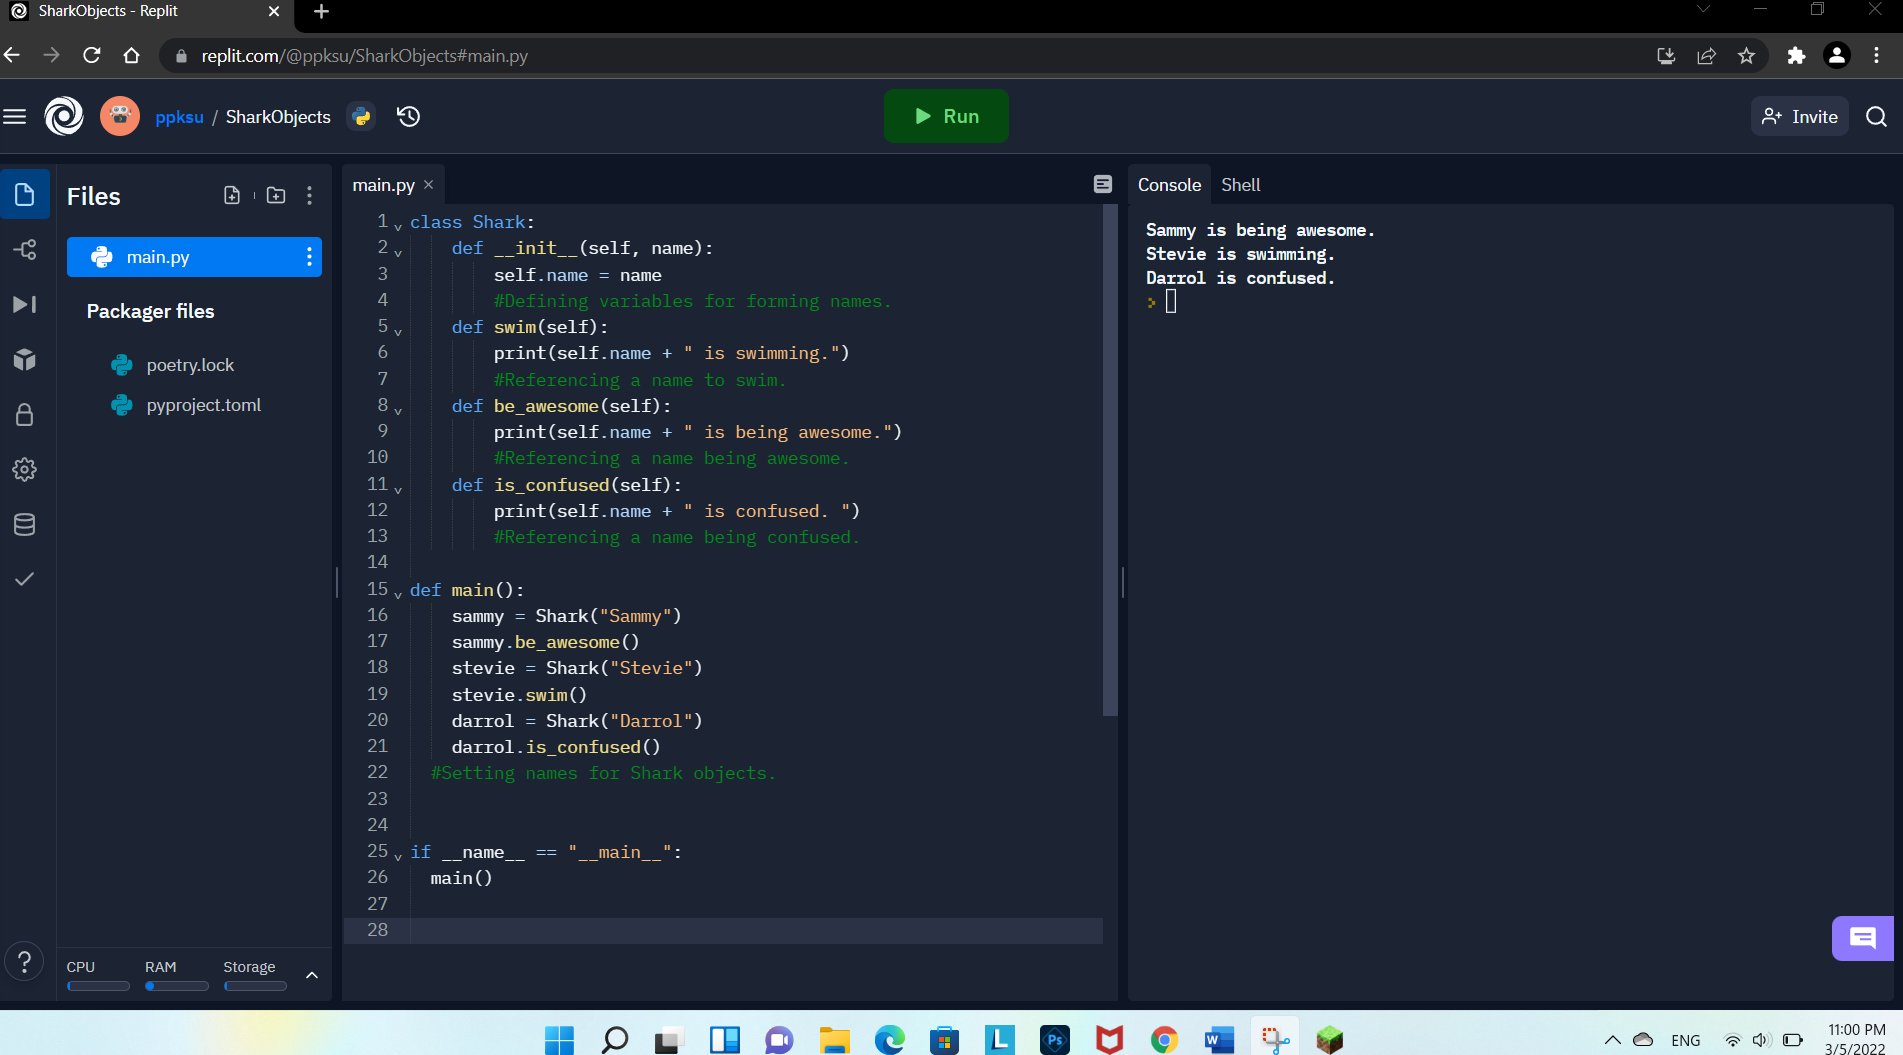 SharkObjects - Replit
replit.com/@ppksu/SharkObjects#main.py
ppksu / SharkObjects
Run
Invite
Files
main.py
Packager files
poetry.lock
pyproject.toml
CPU RAM Storage
main.py
1 class Shark:
2 def __init__(self, name):
3 self.name = name
4 #Defining variables for forming names.
5 def swim(self):
6 print(self.name + " is swimming.")
7 #Referencing a name to swim.
8 def be_awesome(self):
9 print(self.name + " is being awesome.")
10 #Referencing a name being awesome.
11 def is_confused(self):
12 print(self.name + " is confused. ")
13 #Referencing a name being confused.
14
15 def main():
16 sammy = Shark("Sammy")
17 sammy.be_awesome()
18 stevie = Shark("Stevie")
19 stevie.swim()
20 darrol = Shark("Darrol")
21 darrol.is_confused()
22 #Setting names for Shark objects.
23
24
25 if __name__ == "__main__":
26 main()
27
28
Console Shell
Sammy is being awesome.
Stevie is swimming.
Darrol is confused.
>
?
L
Ps
W
ENG
11:00 PM
3/5/2022